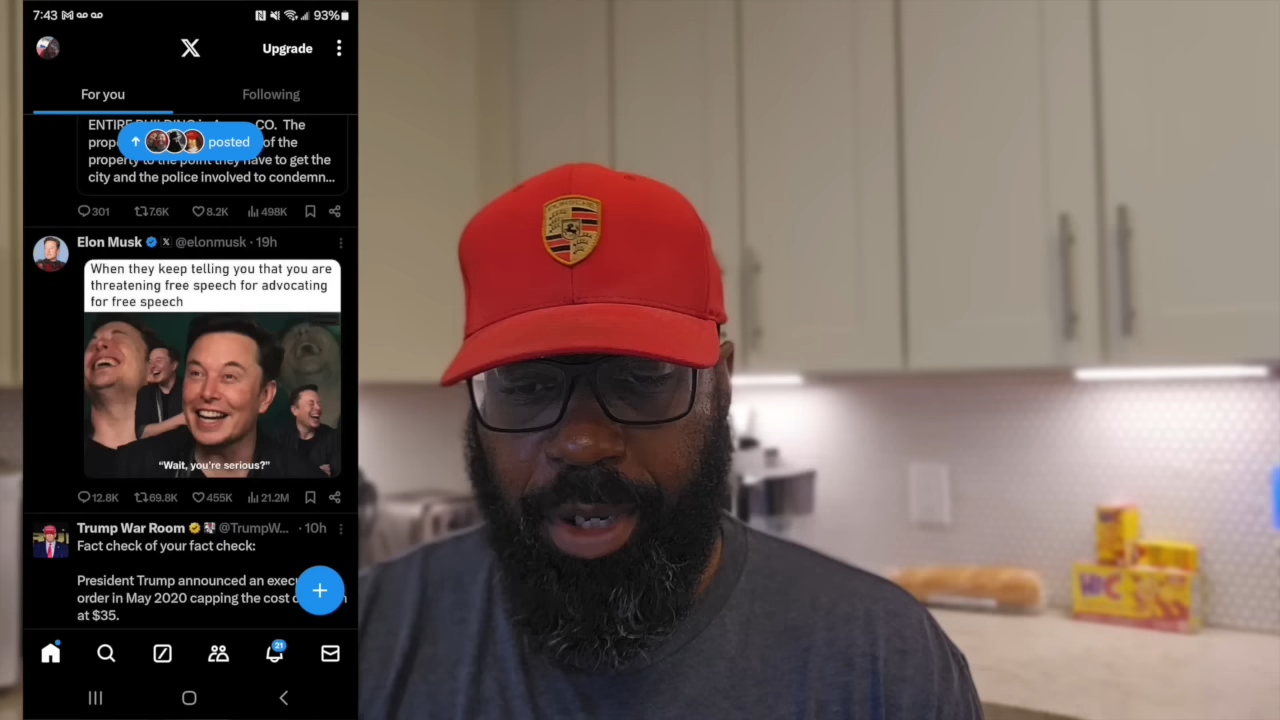 7:43
93%
X
Upgrade
For you
Following
CO. The
posted
of the
property to the point they have to get the
city and the police involved to condemn...
301
7.6K
8.2K
498K
Elon Musk
X
@elonmusk · 19h
When they keep telling you that you are
threatening free speech for advocating
for free speech
“Wait, you're serious?”
12.8K
69.8K
455K
21.2M
Trump War Room
@TrumpW... · 10h
Fact check of your fact check:
President Trump announced an
order in May 2020 capping the cost
at $35.
+
21
PORSCHE